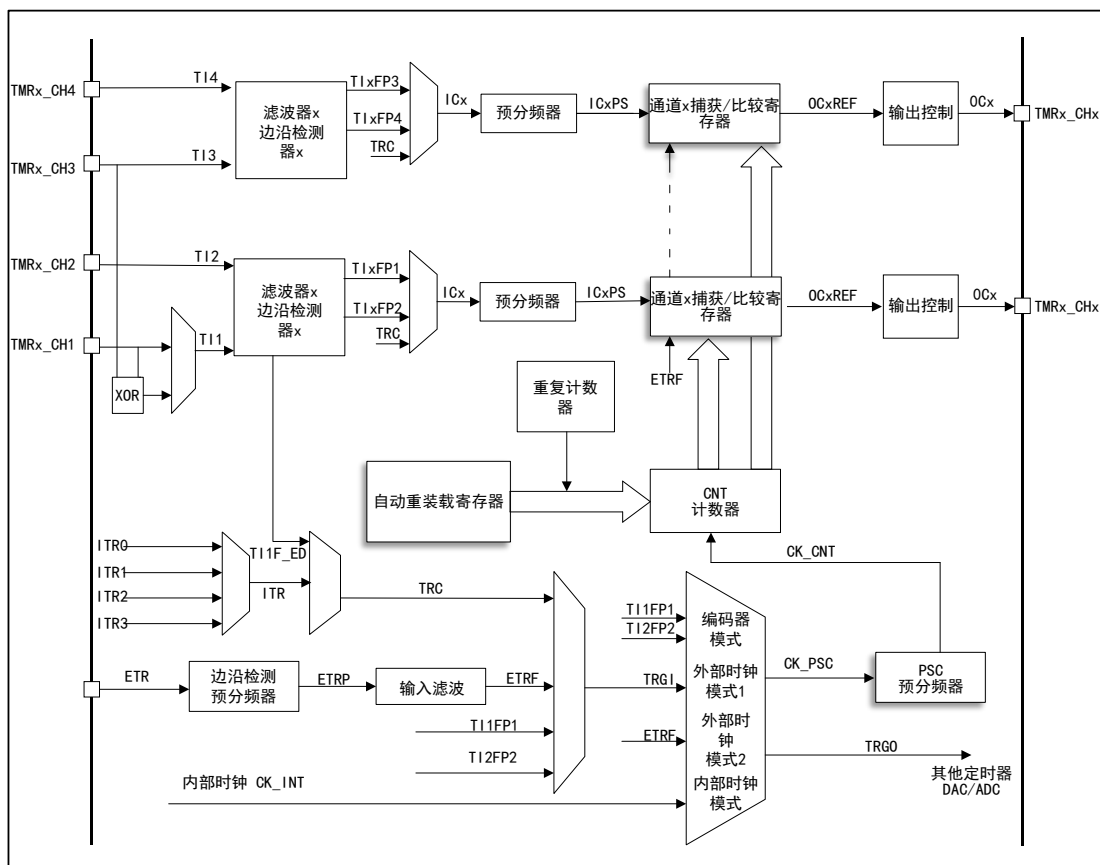 TMRx_CH4
TI4
滤波器x
边沿检测
器x
TIxFP3
TIxFP4
TRC
ICx
预分频器
ICxPS
通道x捕获/比较寄
存器
OCxREF
输出控制
OCx
TMRx_CHx
TMRx_CH3
TI3
TMRx_CH2
TI2
滤波器x
边沿检测
器x
TIxFP1
TIxFP2
TRC
ICx
预分频器
ICxPS
通道x捕获/比较寄
存器
OCxREF
输出控制
OCx
TMRx_CHx
TMRx_CH1
TI1
XOR
ETRF
重复计数
器
自动重装载寄存器
CNT
计数器
CK_CNT
ITR0
ITR1
ITR2
ITR3
ITR
TI1F_ED
TRC
TI1FP1
TI2FP2
编码器
模式
外部时钟
模式1
外部时
钟
模式2
内部时钟
模式
CK_PSC
PSC
预分频器
ETR
边沿检测
预分频器
ETRP
输入滤波
ETRF
TRGI
TI1FP1
TI2FP2
ETRF
TRGO
其他定时器
DAC/ADC
内部时钟 CK_INT